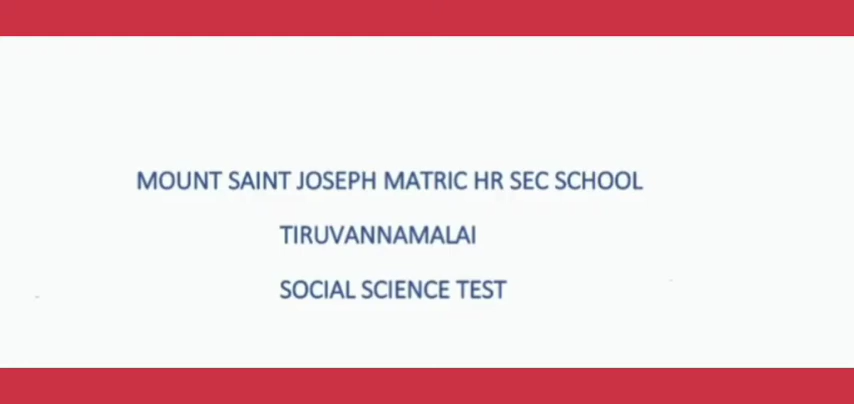 MOUNT SAINT JOSEPH MATRIC HR SEC SCHOOL
TIRUVANNAMALAI
SOCIAL SCIENCE TEST